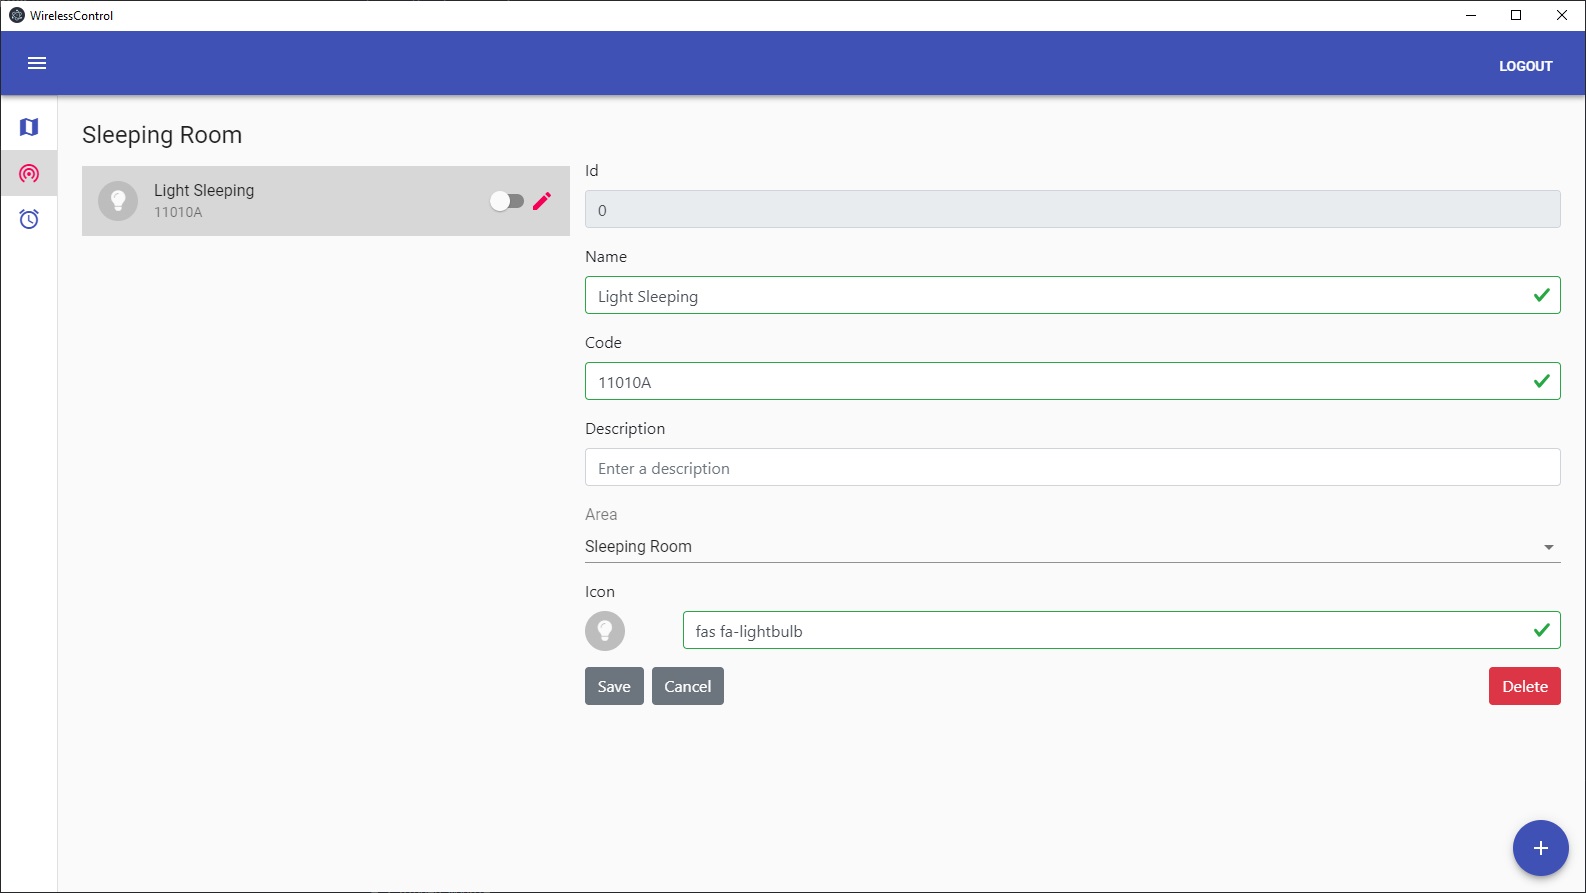 WirelessControl
LOGOUT
Sleeping Room
Light Sleeping
11010A
Id
0
Name
Light Sleeping
Code
11010A
Description
Enter a description
Area
Sleeping Room
Icon
fas fa-lightbulb
Save
Cancel
Delete